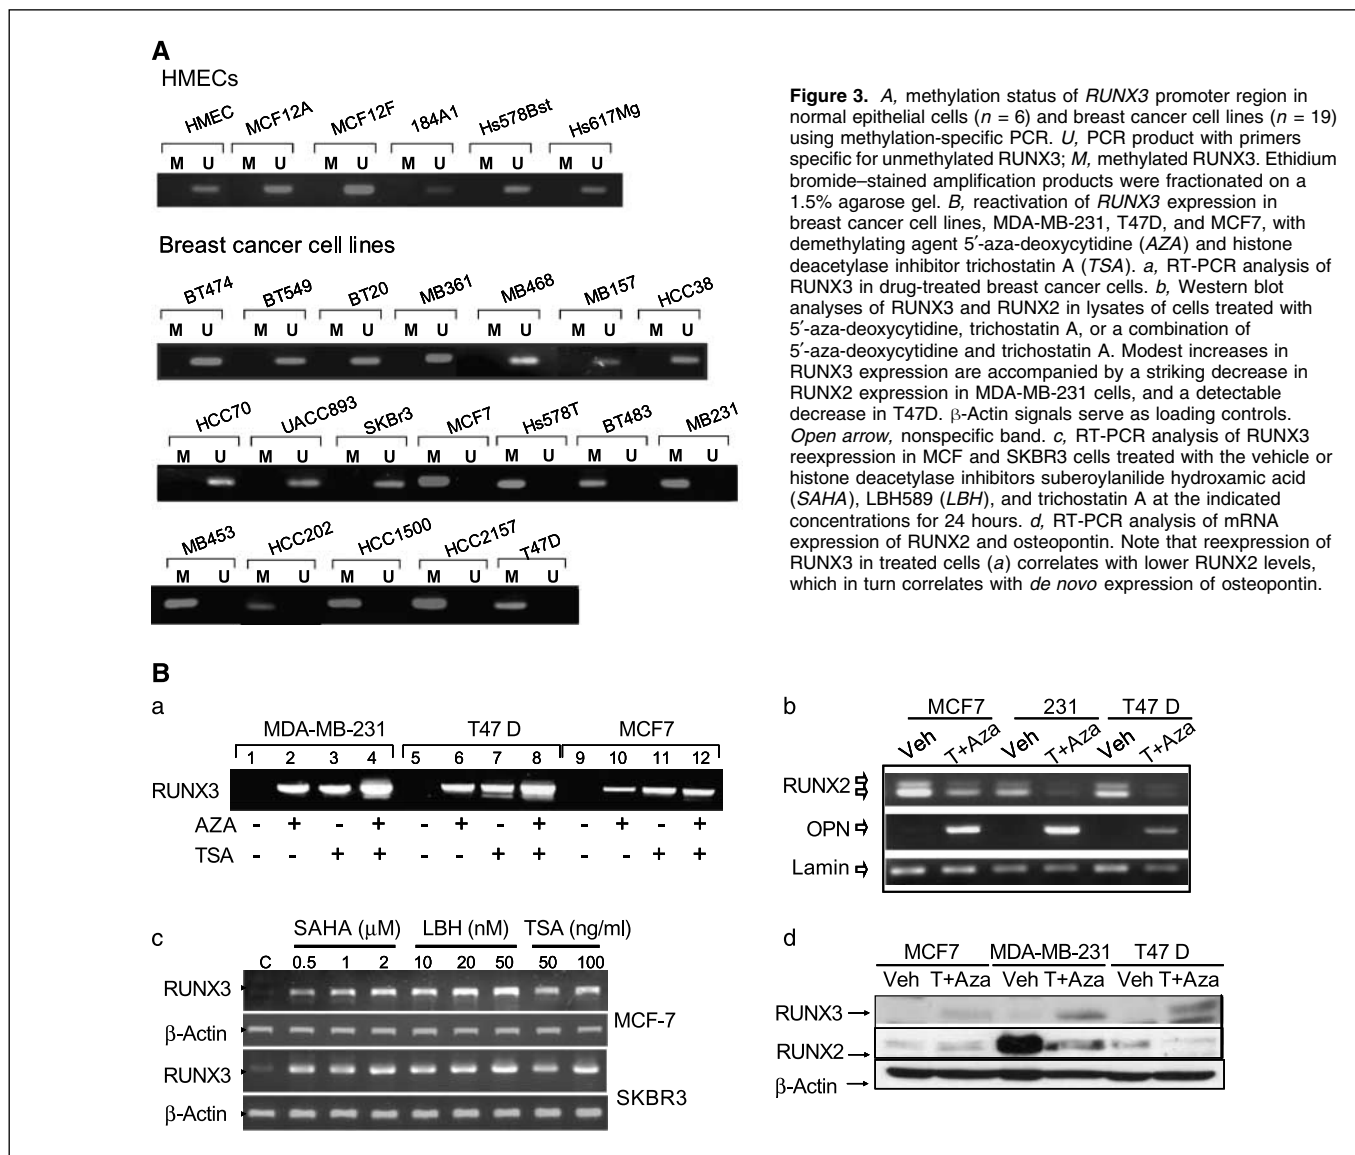 A
HMECs
HMEC MCF12A MCF12F 184A1 Hs578Bst Hs617Mg
M U M U M U M U M U M U
Breast cancer cell lines
BT474 BT549 BT20 MB361 MB468 MB157 HCC38
M U M U M U M U M U M U M U
HCC70 UACC893 SKBr3 MCF7 Hs578T BT483 MB231
M U M U M U M U M U M U M U
MB453 HCC202 HCC1500 HCC2157 T47D
M U M U M U M U M U
Figure 3. A, methylation status of RUNX3 promoter region in
normal epithelial cells (n = 6) and breast cancer cell lines (n = 19)
using methylation-specific PCR. U, PCR product with primers
specific for unmethylated RUNX3; M, methylated RUNX3. Ethidium
bromide–stained amplification products were fractionated on a
1.5% agarose gel. B, reactivation of RUNX3 expression in
breast cancer cell lines, MDA-MB-231, T47D, and MCF7, with
demethylating agent 5′-aza-deoxycytidine (AZA) and histone
deacetylase inhibitor trichostatin A (TSA). a, RT-PCR analysis of
RUNX3 in drug-treated breast cancer cells. b, Western blot
analyses of RUNX3 and RUNX2 in lysates of cells treated with
5′-aza-deoxycytidine, trichostatin A, or a combination of
5′-aza-deoxycytidine and trichostatin A. Modest increases in
RUNX3 expression are accompanied by a striking decrease in
RUNX2 expression in MDA-MB-231 cells, and a detectable
decrease in T47D. β-Actin signals serve as loading controls.
Open arrow, nonspecific band. c, RT-PCR analysis of RUNX3
reexpression in MCF and SKBR3 cells treated with the vehicle or
histone deacetylase inhibitors suberoylanilide hydroxamic acid
(SAHA), LBH589 (LBH), and trichostatin A at the indicated
concentrations for 24 hours. d, RT-PCR analysis of mRNA
expression of RUNX2 and osteopontin. Note that reexpression of
RUNX3 in treated cells (a) correlates with lower RUNX2 levels,
which in turn correlates with de novo expression of osteopontin.
B
a
MDA-MB-231 T47 D MCF7
1 2 3 4 5 6 7 8 9 10 11 12
RUNX3
AZA - + - + - + - + - + - +
TSA - - + + - - + + - - + +
b
MCF7 231 T47 D
Veh T+Aza Veh T+Aza Veh T+Aza
RUNX2
OPN
Lamin
c
SAHA (μM) LBH (nM) TSA (ng/ml)
C 0.5 1 2 10 20 50 50 100
RUNX3
β-Actin
MCF-7
RUNX3
β-Actin
SKBR3
d
MCF7 MDA-MB-231 T47 D
Veh T+Aza Veh T+Aza Veh T+Aza
RUNX3
RUNX2
β-Actin